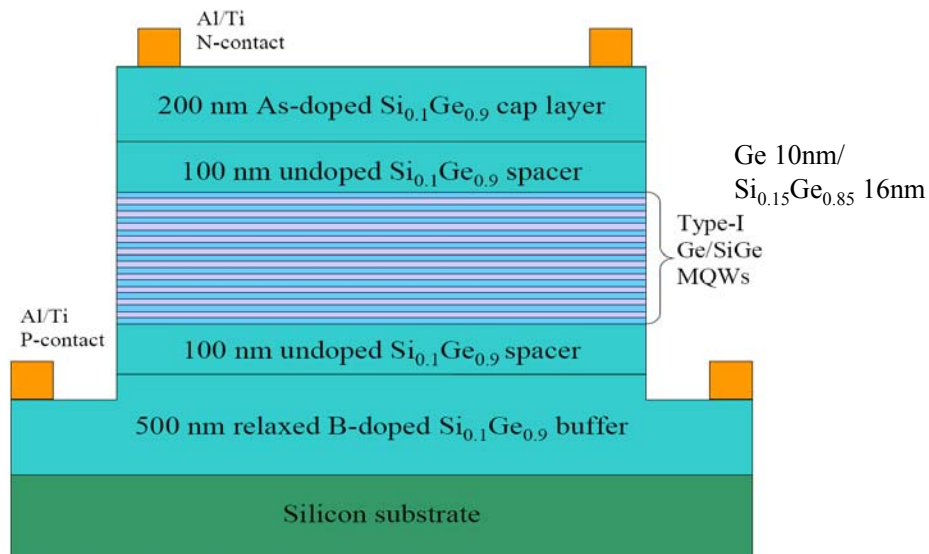 Al/Ti
N-contact
200 nm As-doped Si₀.₁Ge₀.₉ cap layer
100 nm undoped Si₀.₁Ge₀.₉ spacer
Ge 10nm/
Si₀.₁₅Ge₀.₈₅ 16nm
Type-I
Ge/SiGe
MQWs
Al/Ti
P-contact
100 nm undoped Si₀.₁Ge₀.₉ spacer
500 nm relaxed B-doped Si₀.₁Ge₀.₉ buffer
Silicon substrate